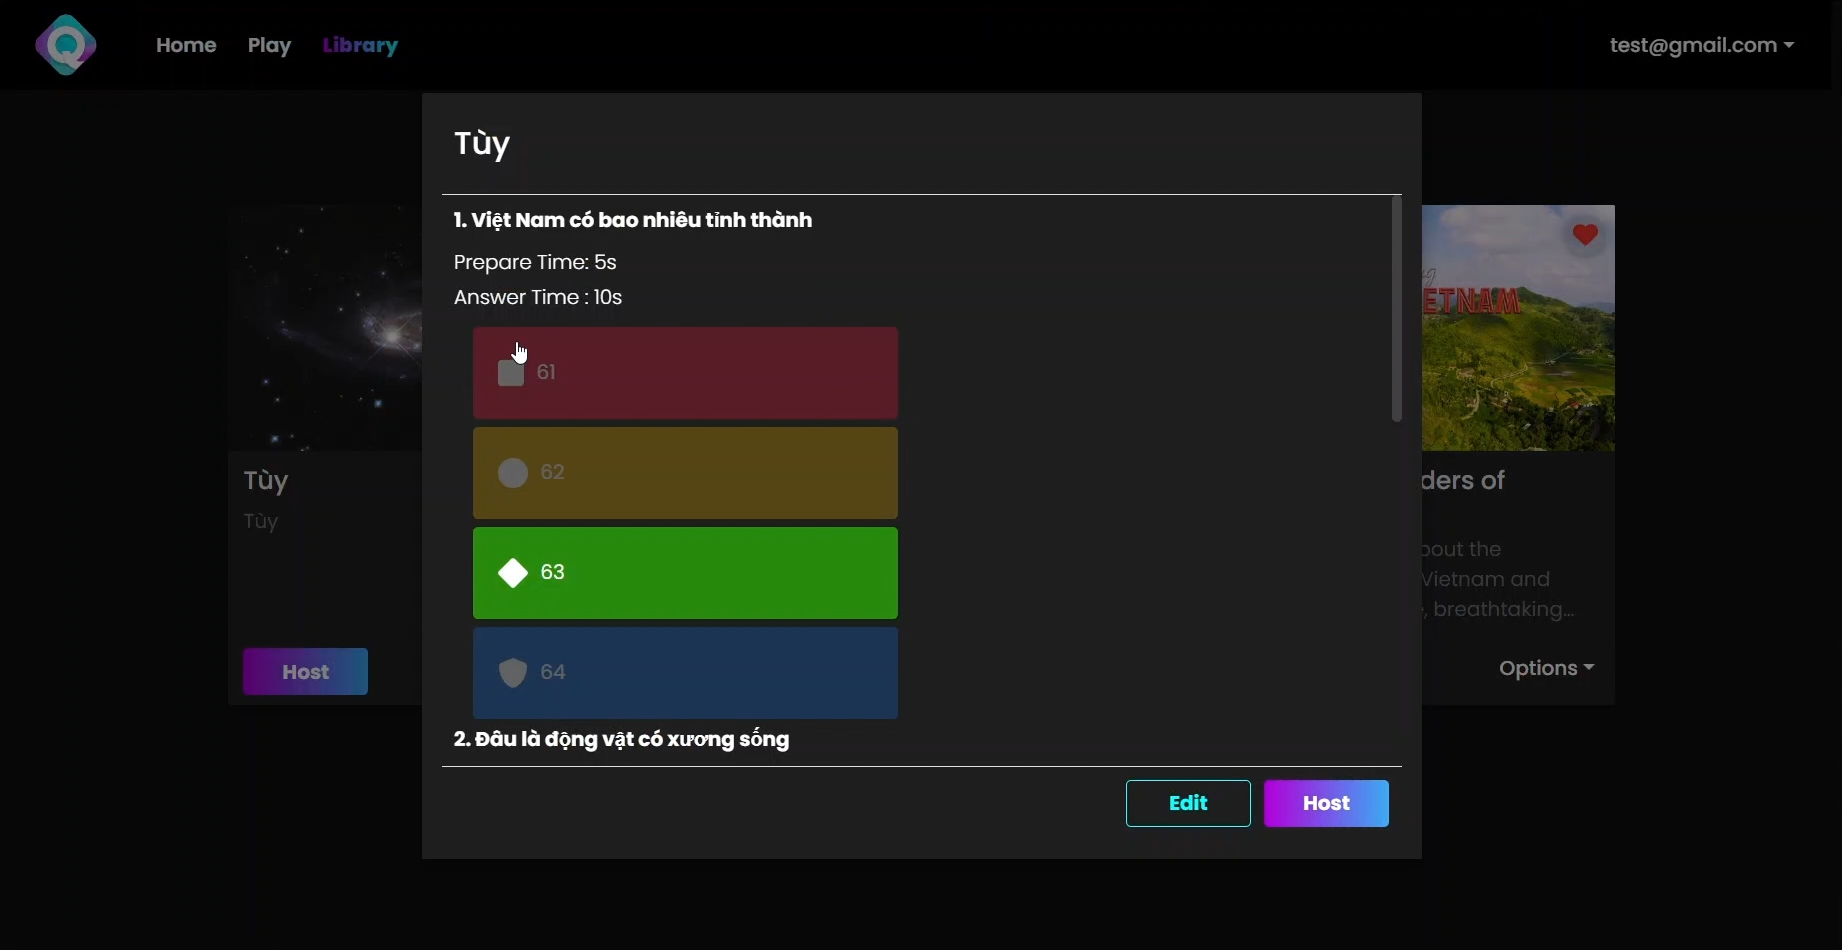 Home Play Library
test@gmail.com
Tùy
1. Việt Nam có bao nhiêu tỉnh thành
Prepare Time: 5s
Answer Time : 10s
61
62
63
64
2. Đâu là động vật có xương sống
Edit Host
Tùy
Tùy
Host
ETNAM
ders of
out the
Vietnam and
, breathtaking...
Options